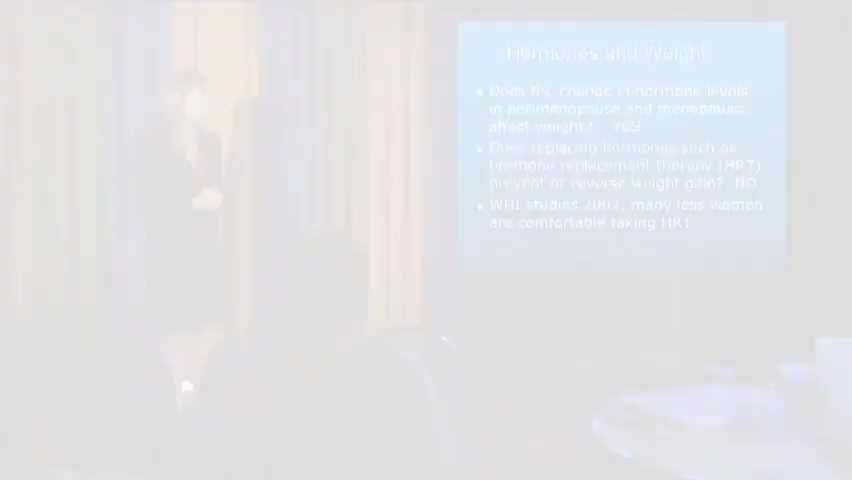 Hormones and Weight
• Does the change in hormone levels
in perimenopause and menopause
affect weight? YES
• Does replacing hormones such as
hormone replacement therapy (HRT)
prevent or reverse weight gain? NO
• WHI studies 2002, many less women
are comfortable taking HRT